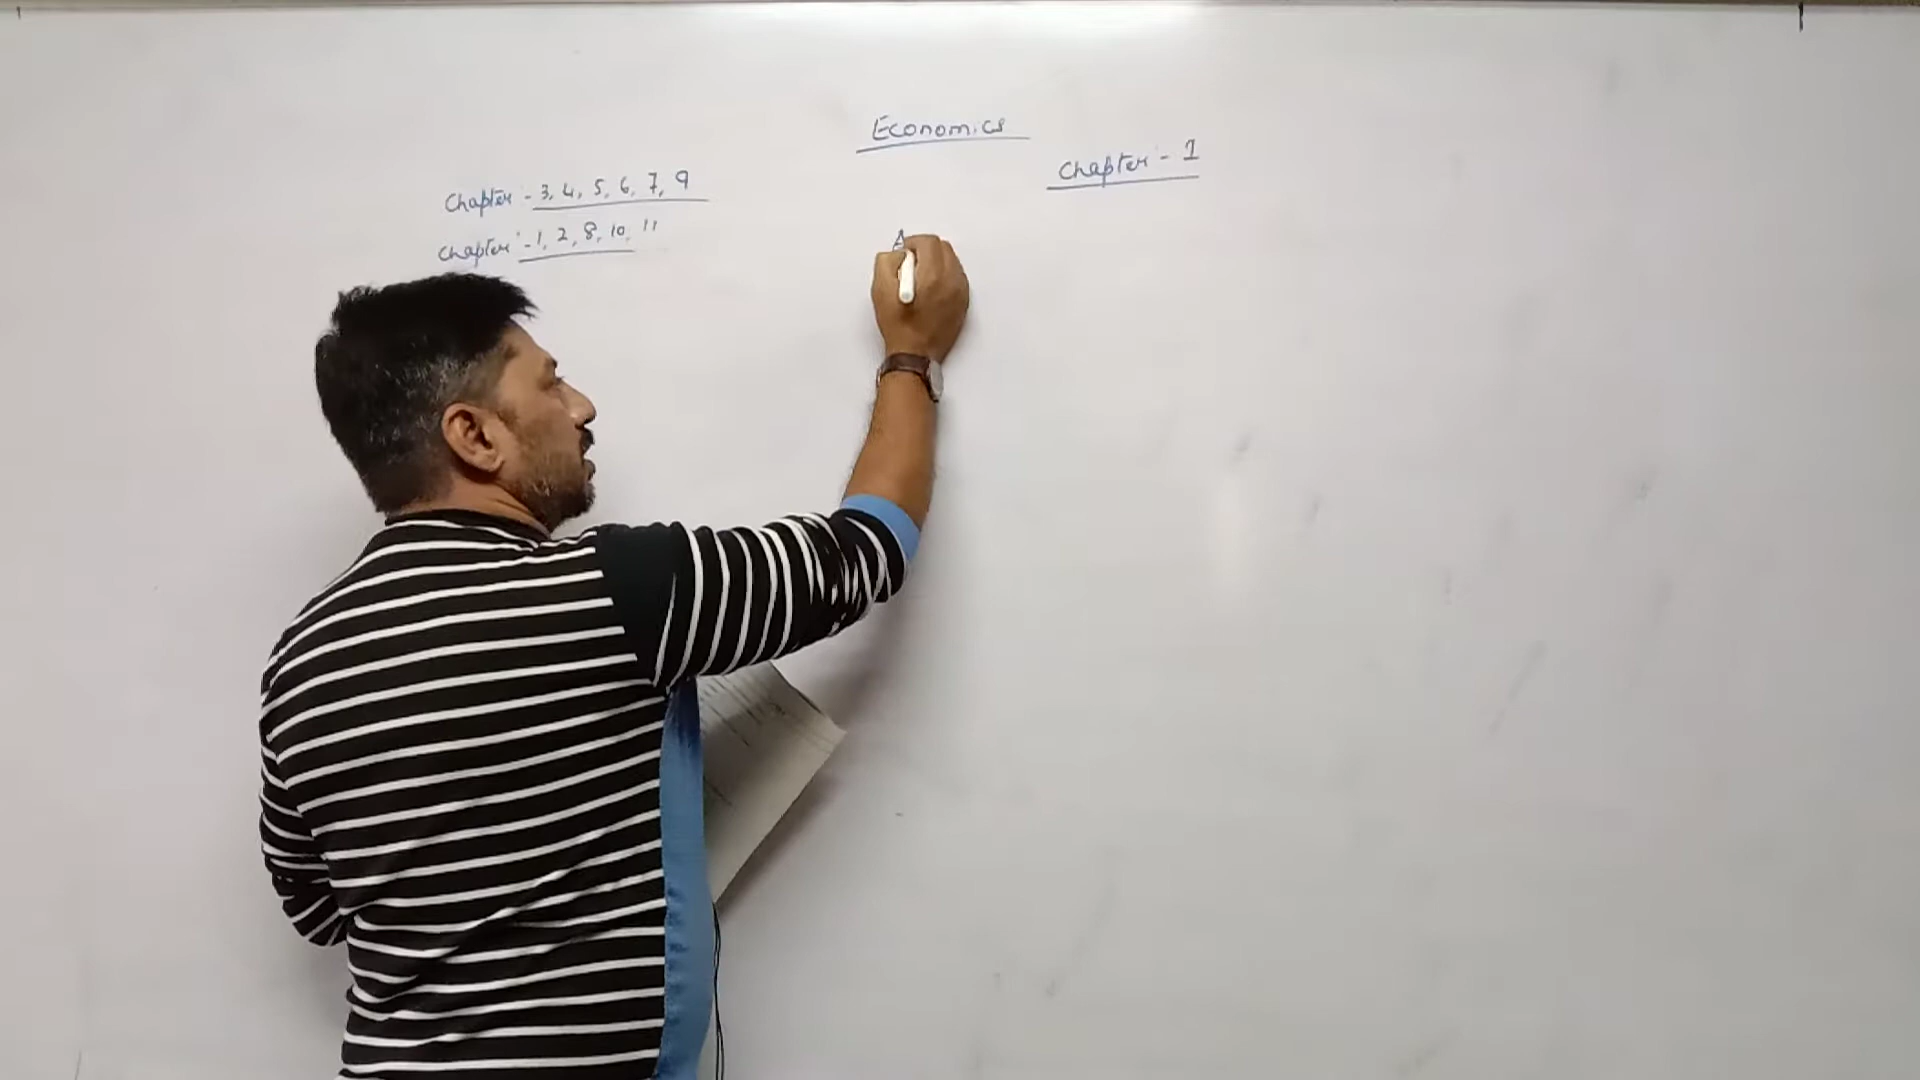 Economics
Chapter - 1
Chapter - 3, 4, 5, 6, 7, 9
Chapter - 1, 2, 8, 10, 11
A